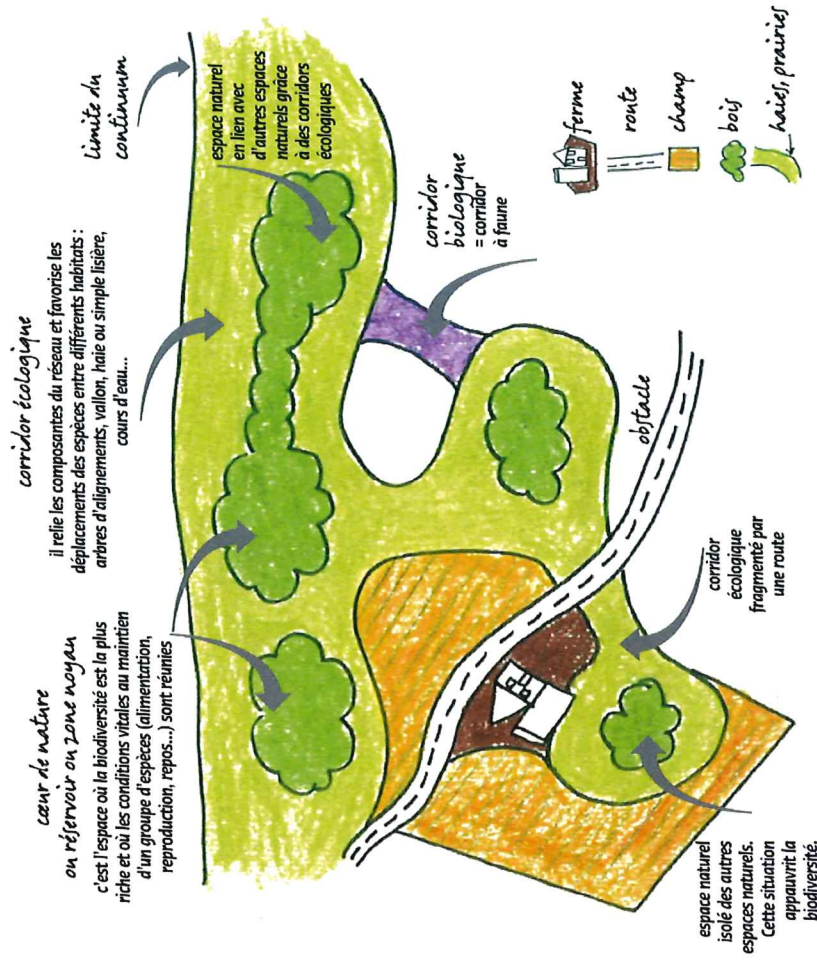 cœur de nature
ou réservoir ou zone noyau
c'est l'espace où la biodiversité est la plus
riche et où les conditions vitales au maintien
d'un groupe d'espèces (alimentation,
reproduction, repos...) sont réunies
corridor écologique
il relie les composantes du réseau et favorise les
déplacements des espèces entre différents habitats :
arbres d'alignements, vallon, haie ou simple lisière,
cours d'eau...
limite du
continuum
espace naturel
en lien avec
d'autres espaces
naturels grâce
à des corridors
écologiques
corridor
biologique
= corridor
à faune
obstacle
corridor
écologique
fragmenté par
une route
espace naturel
isolé des autres
espaces naturels.
Cette situation
appauvrit la
biodiversité.
ferme
route
champ
bois
haies, prairies